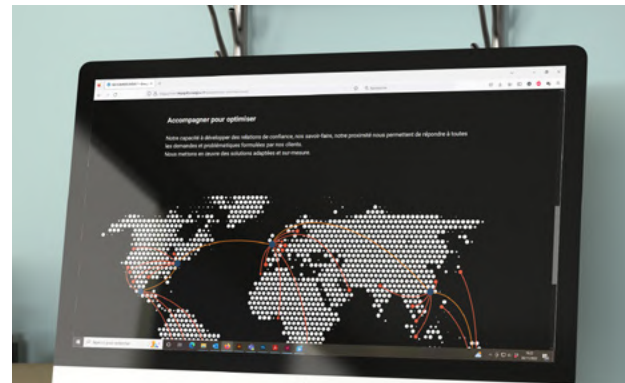 Accompagner pour optimiser
Notre capacité à développer des relations de confiance, nos savoir-faire, notre proximité nous permettent de répondre à toutes
les demandes et problématiques formulées par nos clients.
Nous mettons en œuvre des solutions adaptées et sur-mesure.